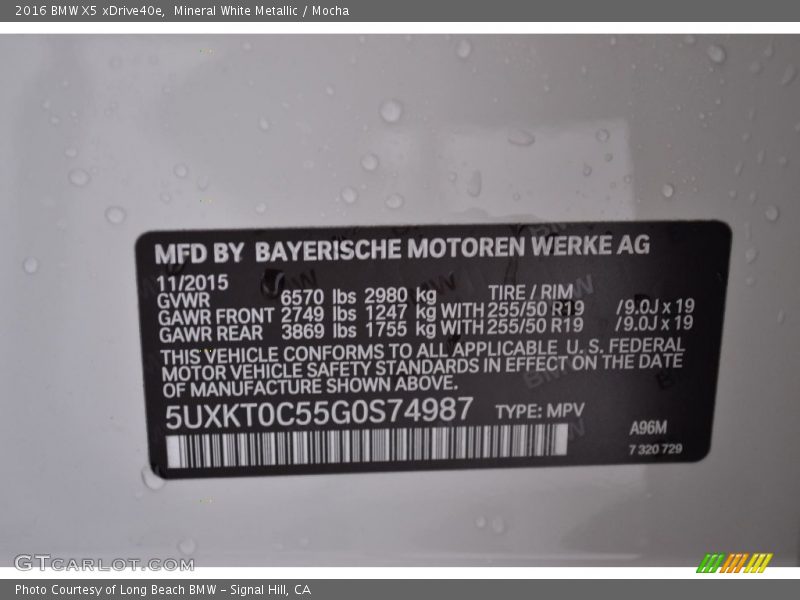 2016 BMW X5 xDrive40e, Mineral White Metallic / Mocha
MFD BY BAYERISCHE MOTOREN WERKE AG
11/2015
GVWR 6570 lbs 2980 kg TIRE / RIM
GAWR FRONT 2749 lbs 1247 kg WITH 255/50 R19 /9.0J x 19
GAWR REAR 3869 lbs 1755 kg WITH 255/50 R19 /9.0J x 19
THIS VEHICLE CONFORMS TO ALL APPLICABLE U. S. FEDERAL
MOTOR VEHICLE SAFETY STANDARDS IN EFFECT ON THE DATE
OF MANUFACTURE SHOWN ABOVE.
5UXKT0C55G0S74987 TYPE: MPV
A96M
7 320 729
GTCARLOT.COM
Photo Courtesy of Long Beach BMW – Signal Hill, CA